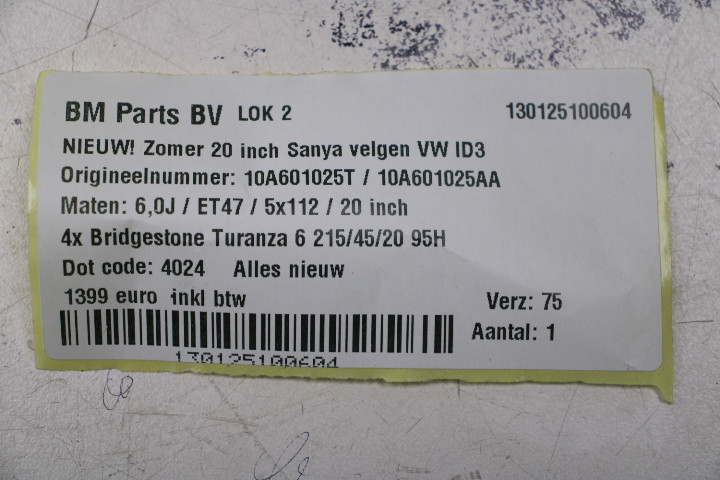 BM Parts BV LOK 2 130125100604
NIEUW! Zomer 20 inch Sanya velgen VW ID3
Origineelnummer: 10A601025T / 10A601025AA
Maten: 6,0J / ET47 / 5x112 / 20 inch
4x Bridgestone Turanza 6 215/45/20 95H
Dot code: 4024 Alles nieuw
1399 euro inkl btw Verz: 75
Aantal: 1
130125100604